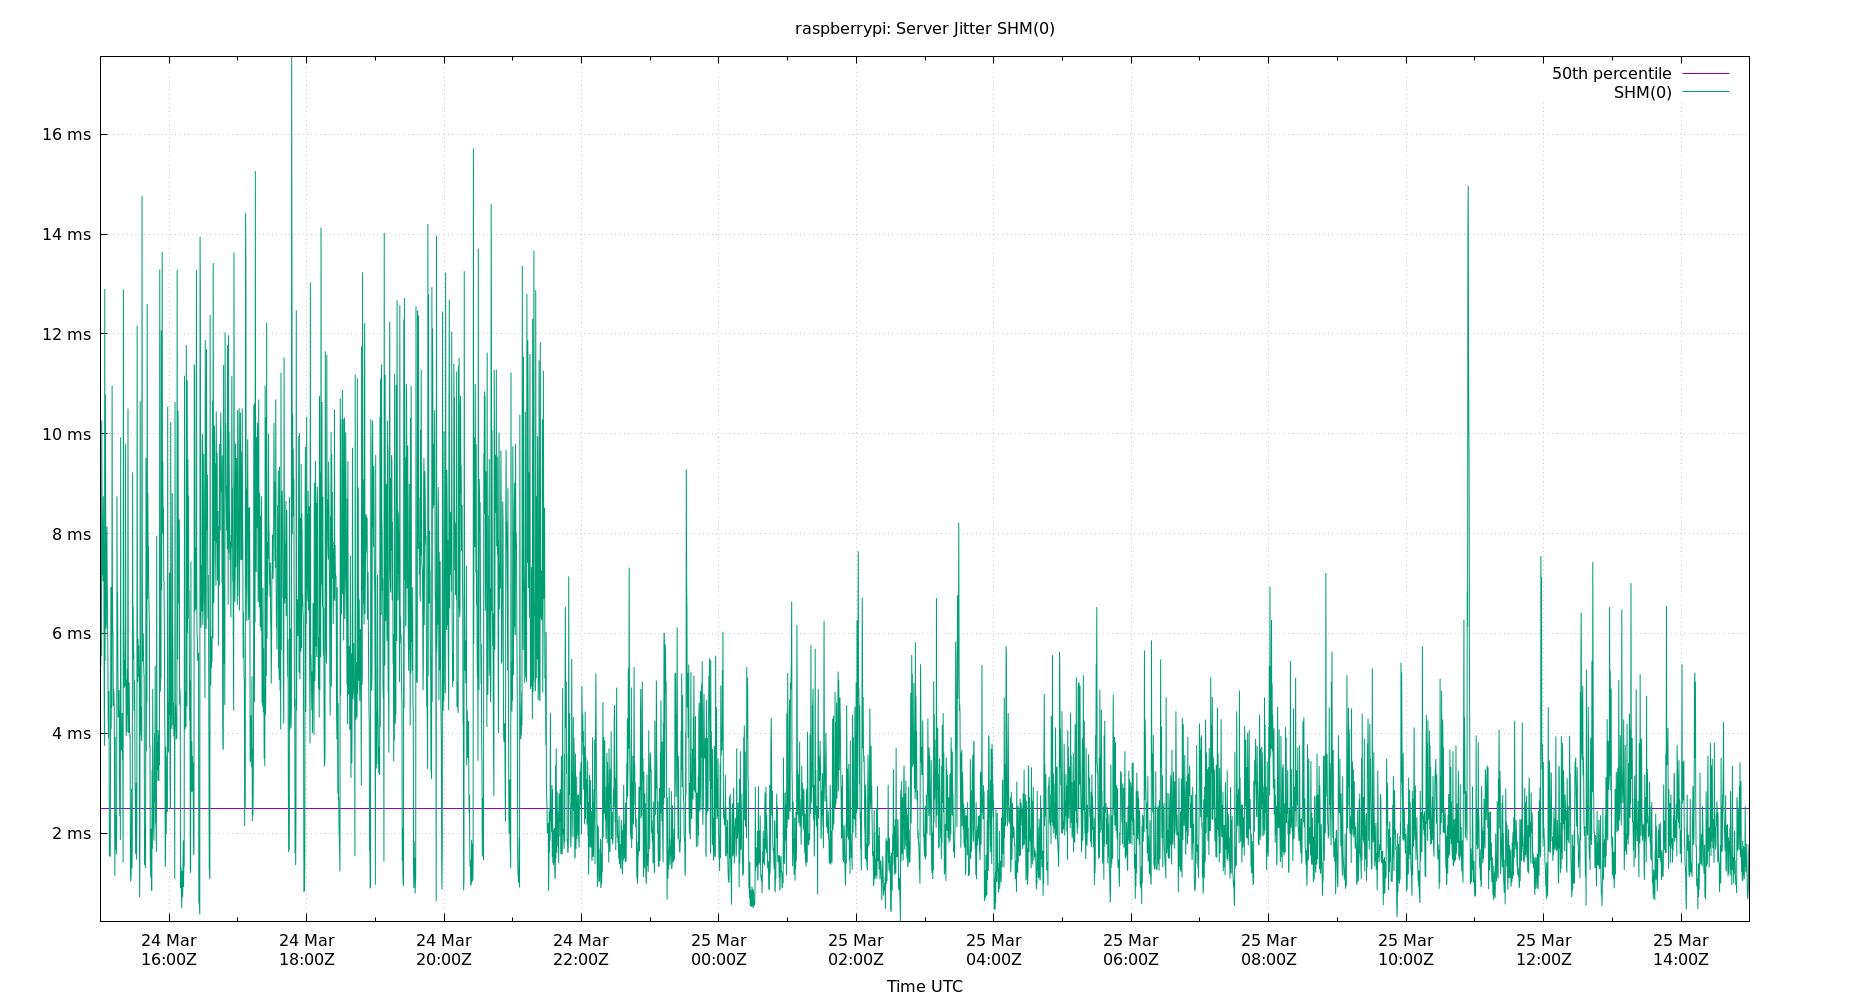 raspberrypi: Server Jitter SHM(0)
50th percentile
SHM(0)
16 ms
14 ms
12 ms
10 ms
8 ms
6 ms
4 ms
2 ms
24 Mar 24 Mar 24 Mar 24 Mar 25 Mar 25 Mar 25 Mar 25 Mar 25 Mar 25 Mar 25 Mar 25 Mar
16:00Z 18:00Z 20:00Z 22:00Z 00:00Z 02:00Z 04:00Z 06:00Z 08:00Z 10:00Z 12:00Z 14:00Z
Time UTC